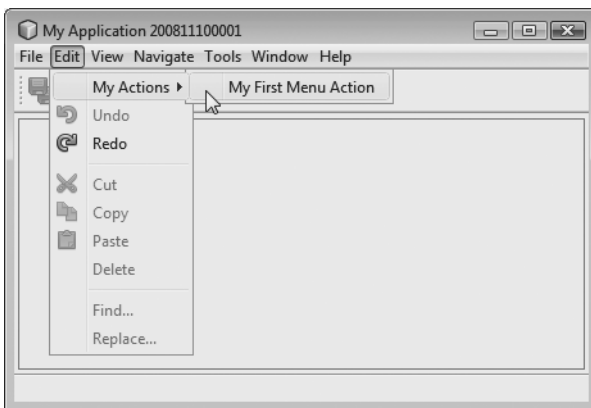 My Application 200811100001
File Edit View Navigate Tools Window Help
My Actions My First Menu Action
Undo
Redo
Cut
Copy
Paste
Delete
Find...
Replace...